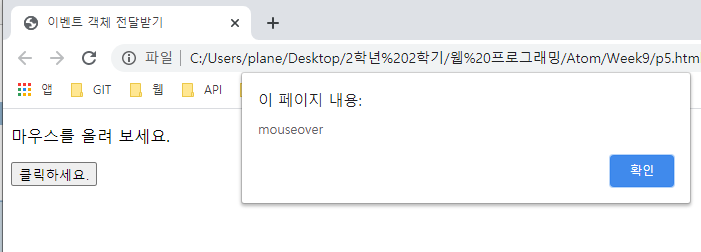 이벤트 객체 전달받기
파일 C:/Users/plane/Desktop/2학년%202학기/웹%20프로그래밍/Atom/Week9/p5.htm
앱 GIT 웹 API
이 페이지 내용:
mouseover
확인
마우스를 올려 보세요.
클릭하세요.